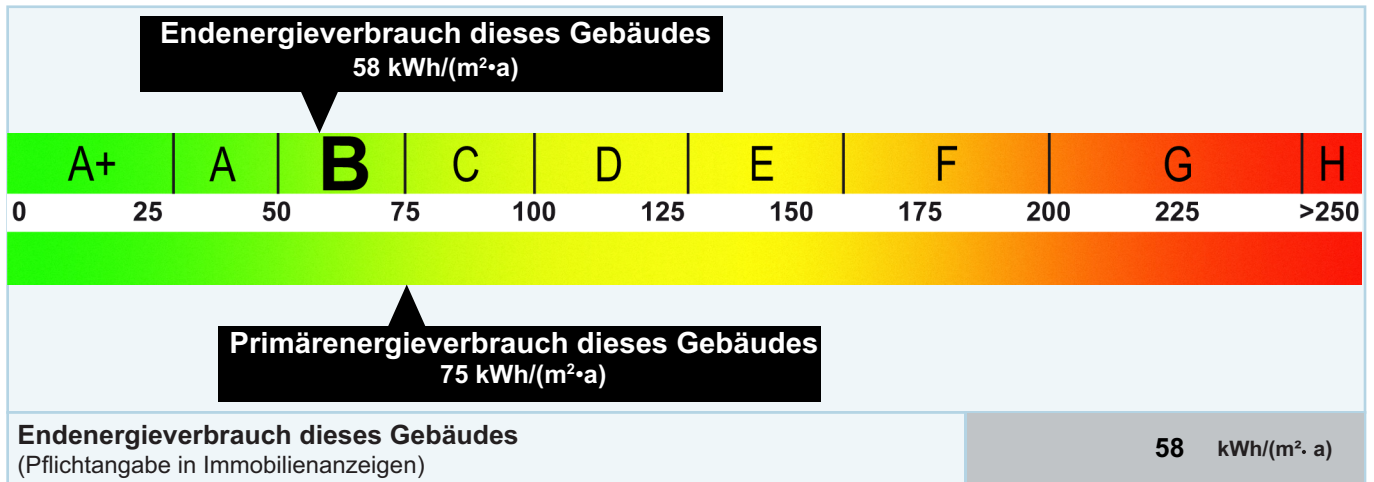 Endenergieverbrauch dieses Gebäudes
58 kWh/(m²•a)
A+ A B C D E F G H
0 25 50 75 100 125 150 175 200 225 >250
Primärenergieverbrauch dieses Gebäudes
75 kWh/(m²•a)
Endenergieverbrauch dieses Gebäudes
(Pflichtangabe in Immobilienanzeigen)
58 kWh/(m²· a)